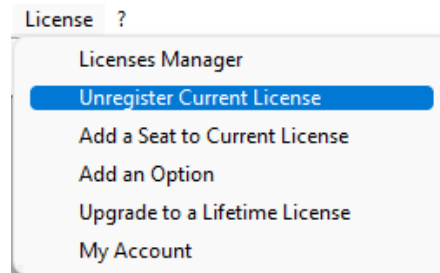 License ?
Licenses Manager
Unregister Current License
Add a Seat to Current License
Add an Option
Upgrade to a Lifetime License
My Account